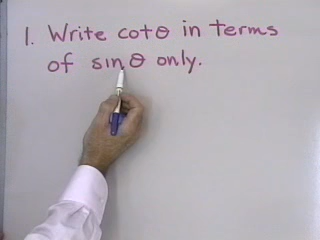 1. Write cotθ in terms
of sinθ only.